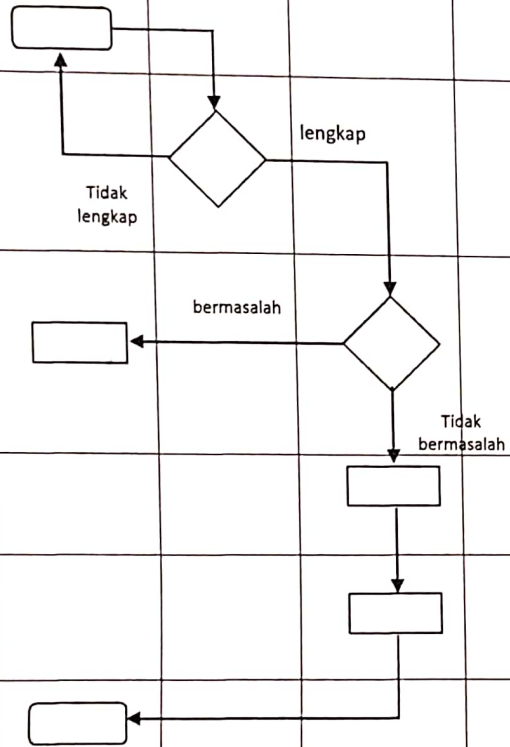 lengkap
Tidak
lengkap
bermasalah
Tidak
bermasalah